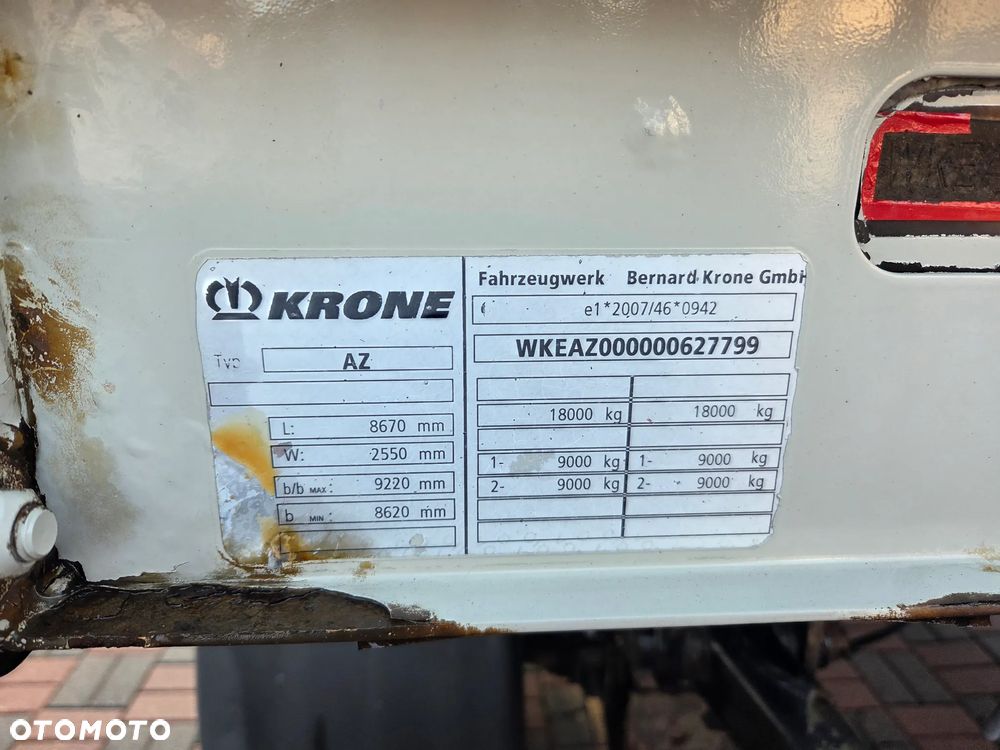 KRONE
Typ AZ
L: 8670 mm
W: 2550 mm
b/b MAX: 9220 mm
b MIN: 8620 mm
Fahrzeugwerk Bernard Krone GmbH
e1*2007/46*0942
WKEAZ000000627799
18000 kg 18000 kg
1- 9000 kg 1- 9000 kg
2- 9000 kg 2- 9000 kg
OTOMOTO